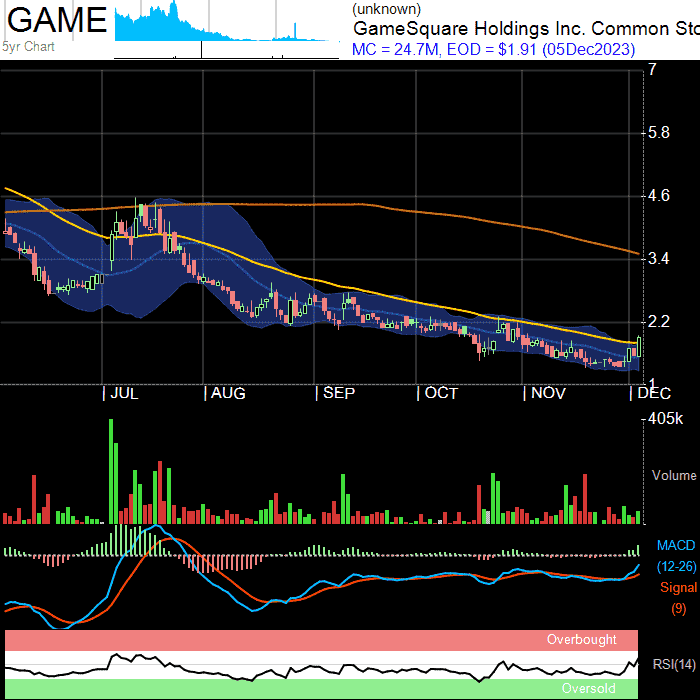 GAME
5yr Chart
(unknown)
GameSquare Holdings Inc. Common Sto
MC = 24.7M, EOD = $1.91 (05Dec2023)
7
5.8
4.6
3.4
2.2
1
JUL AUG SEP OCT NOV DEC
405k
Volume
MACD
(12-26)
Signal
(9)
Overbought
RSI(14)
Oversold